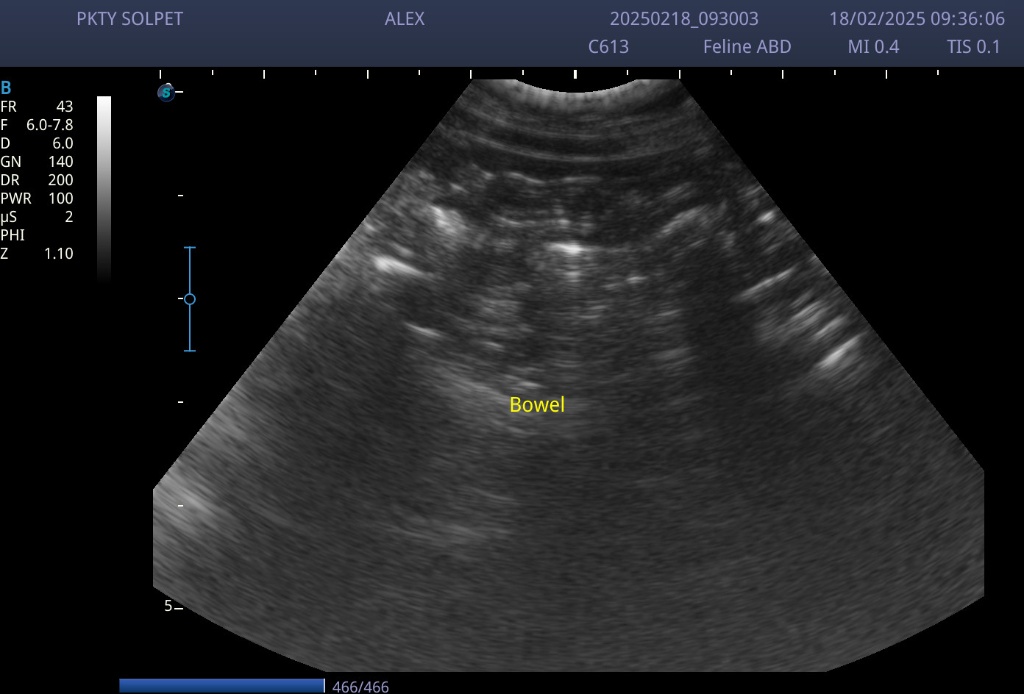 PKTY SOLPET ALEX 20250218_093003 18/02/2025 09:36:06
C613 Feline ABD MI 0.4 TIS 0.1
B
FR 43
F 6.0-7.8
D 6.0
GN 140
DR 200
PWR 100
µS 2
PHI
Z 1.10
S
Bowel
5
466/466